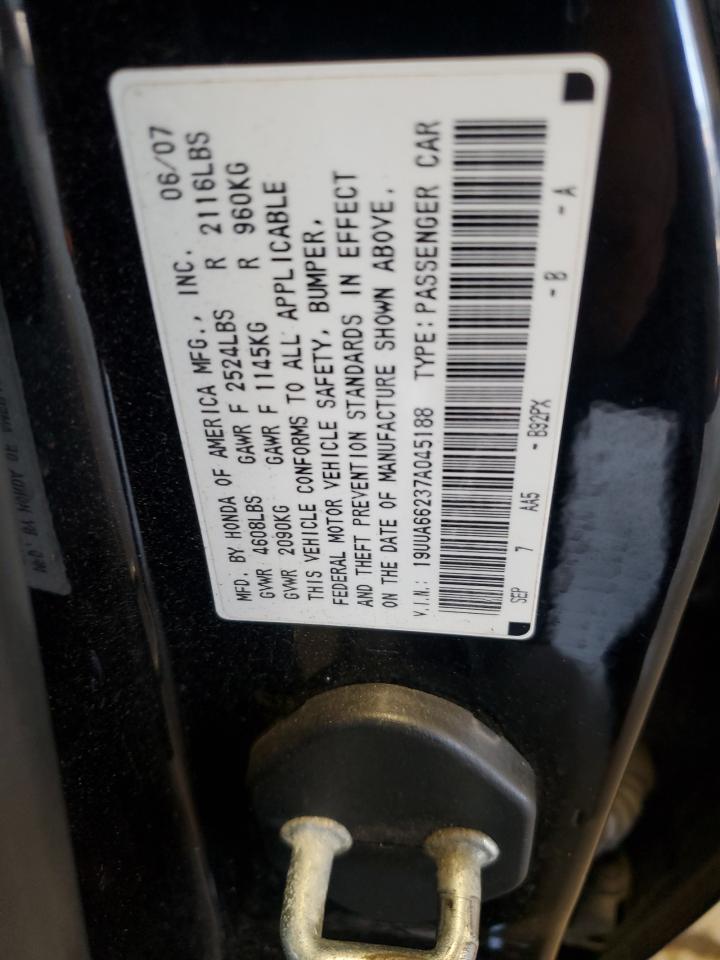 MFD. BY HONDA OF AMERICA MFG., INC. 06/07
GVWR 4608LBS GAWR F 2524LBS R 2116LBS
GVWR 2090KG GAWR F 1145KG R 960KG
THIS VEHICLE CONFORMS TO ALL APPLICABLE
FEDERAL MOTOR VEHICLE SAFETY, BUMPER,
AND THEFT PREVENTION STANDARDS IN EFFECT
ON THE DATE OF MANUFACTURE SHOWN ABOVE.
V.I.N.: 19UUA66237A045188 TYPE: PASSENGER CAR
SEP 7 AA5 - B92PX - B - A